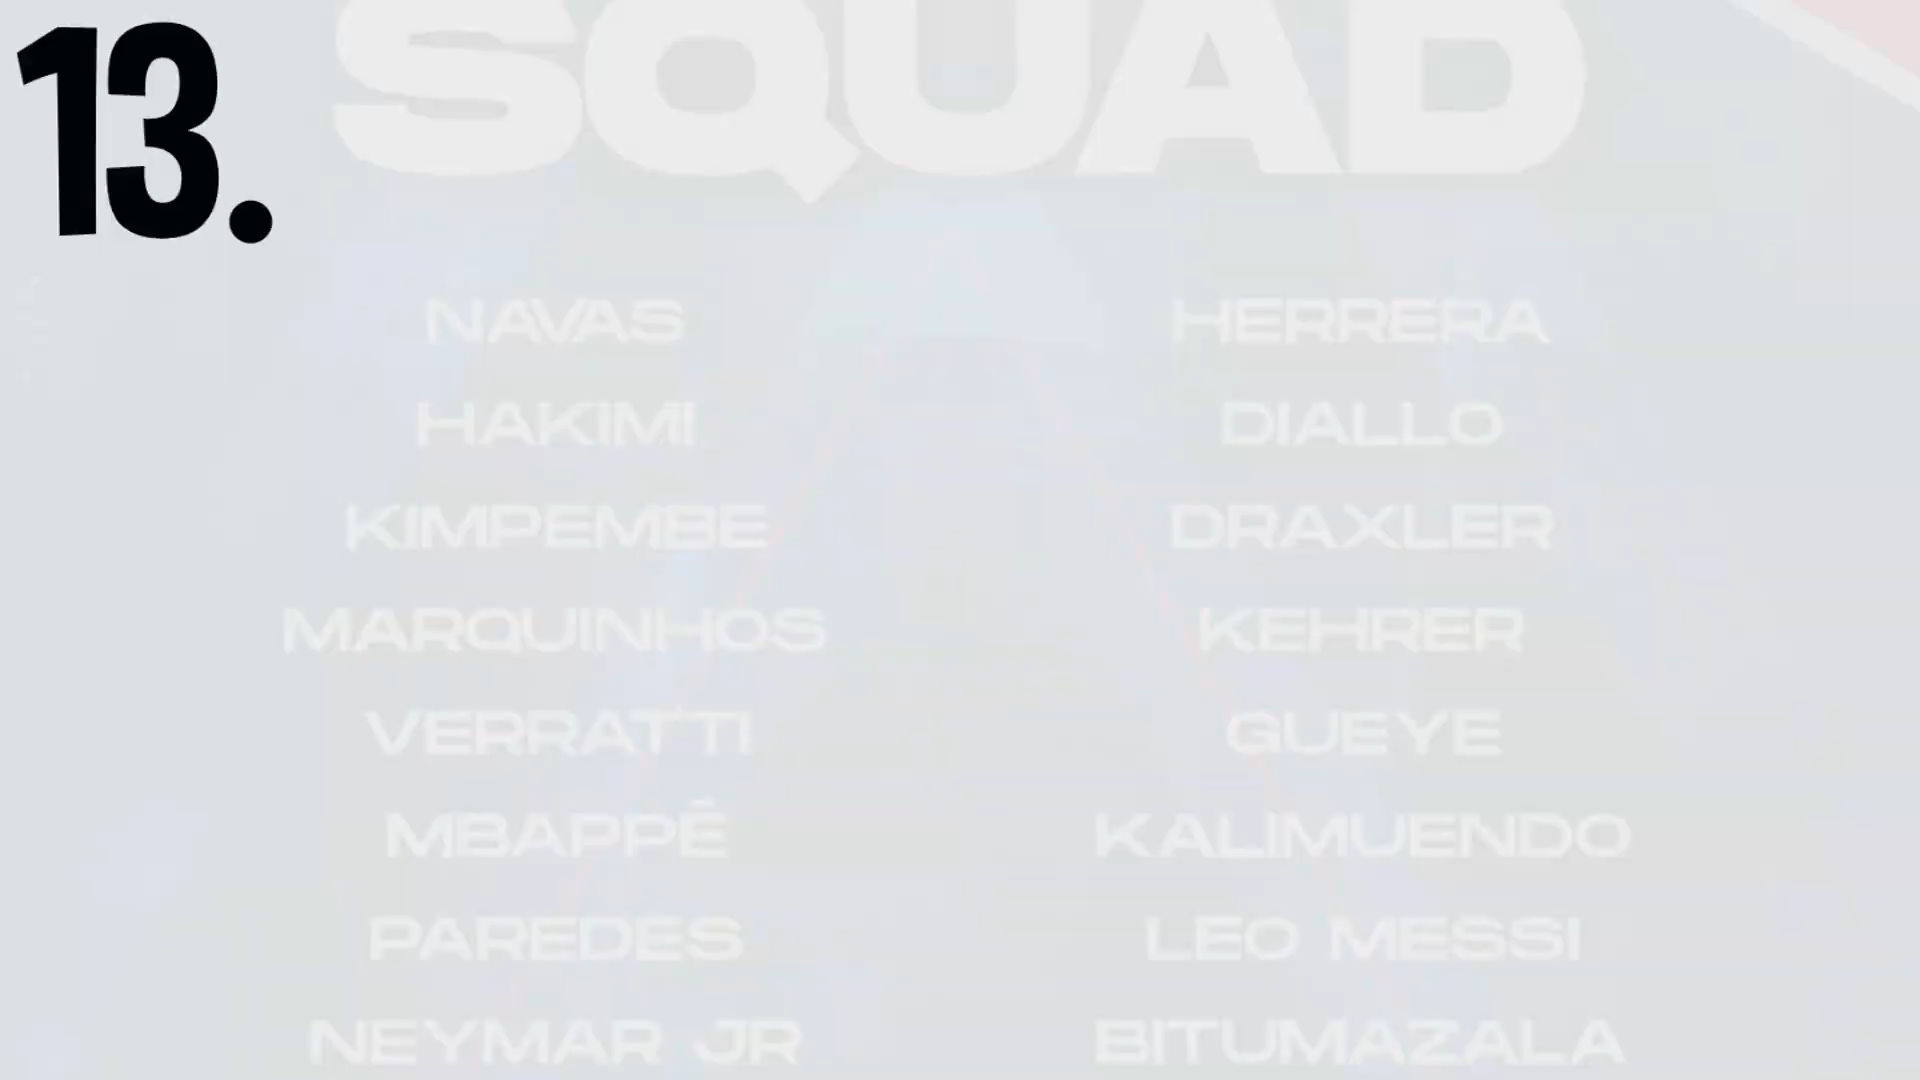 13.
SQUAD
NAVAS
HAKIMI
KIMPEMBE
MARQUINHOS
VERRATTI
MBAPPÉ
PAREDES
NEYMAR JR
HERRERA
DIALLO
DRAXLER
KEHRER
GUEYE
KALIMUENDO
LEO MESSI
BITUMAZALA